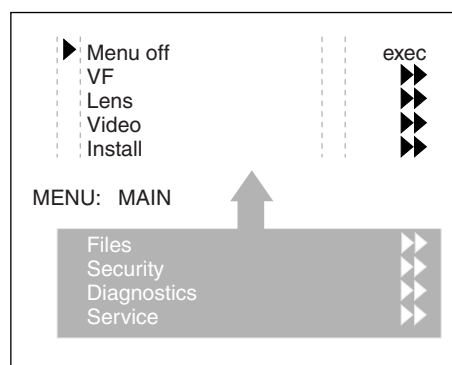 Menu off exec
VF
Lens
Video
Install
MENU: MAIN
Files
Security
Diagnostics
Service